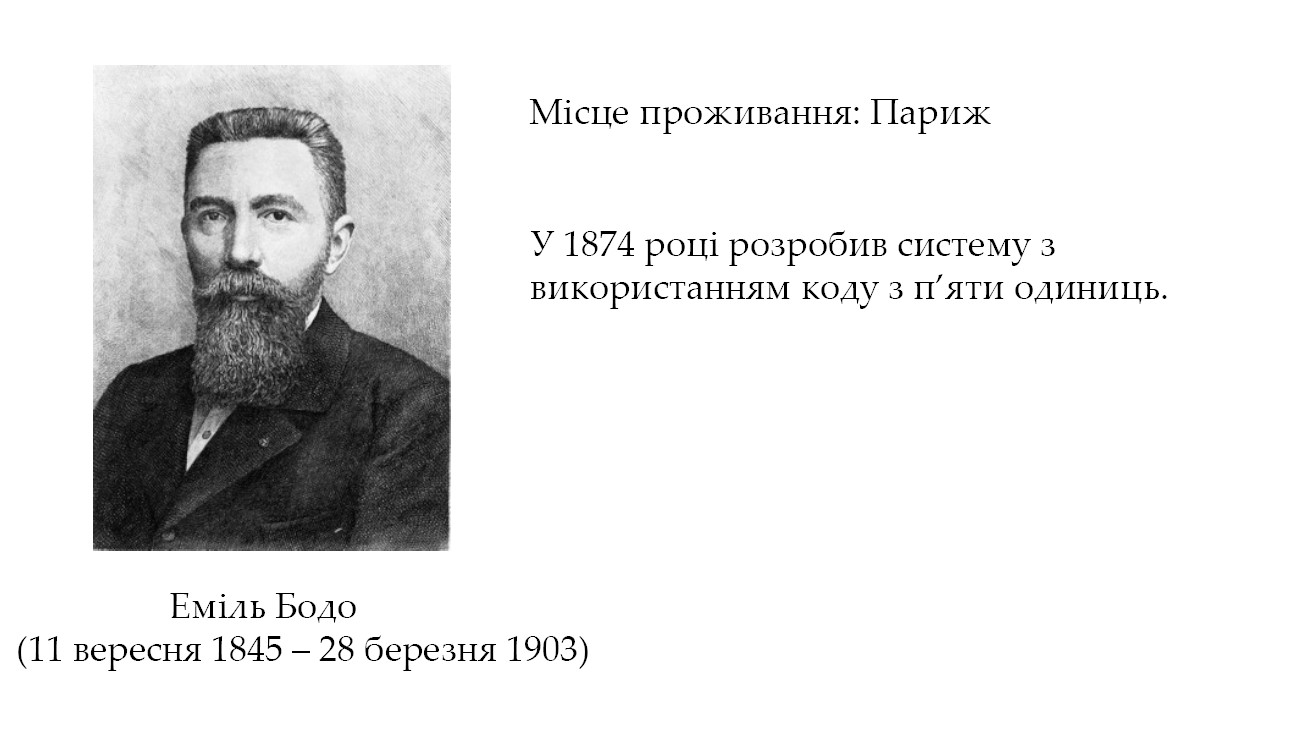 Місце проживання: Париж
У 1874 році розробив систему з
використанням коду з п’яти одиниць.
Еміль Бодо
(11 вересня 1845 – 28 березня 1903)